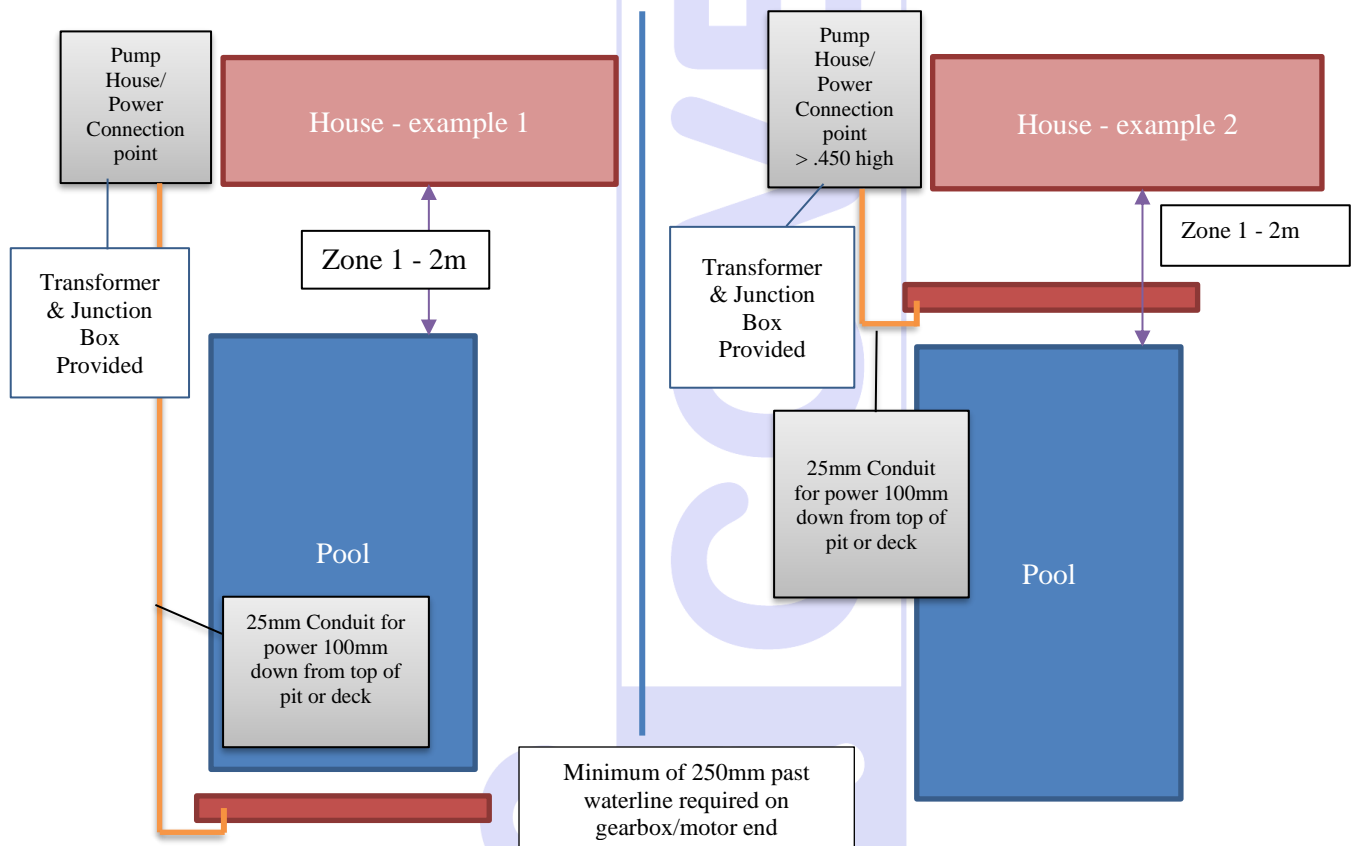 Pump
House/
Power
Connection
point
House - example 1
Transformer
& Junction
Box
Provided
Zone 1 - 2m
Pool
25mm Conduit for
power 100mm
down from top of
pit or deck
Pump
House/
Power
Connection
point
> .450 high
House - example 2
Transformer
& Junction
Box
Provided
Zone 1 - 2m
25mm Conduit
for power 100mm
down from top of
pit or deck
Pool
Minimum of 250mm past
waterline required on
gearbox/motor end